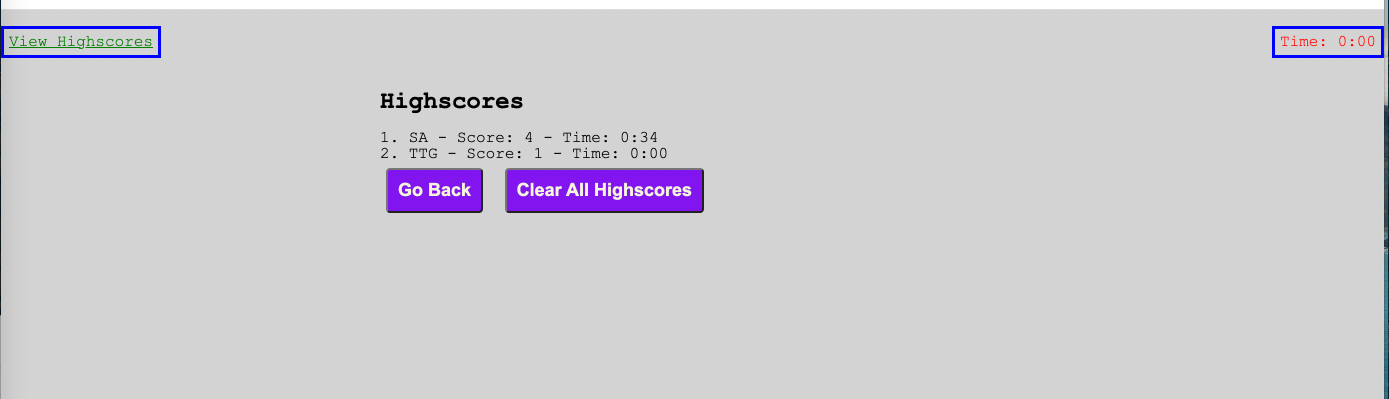 View Highscores
Time: 0:00
Highscores
1. SA - Score: 4 - Time: 0:34
2. TTG - Score: 1 - Time: 0:00
Go Back
Clear All Highscores